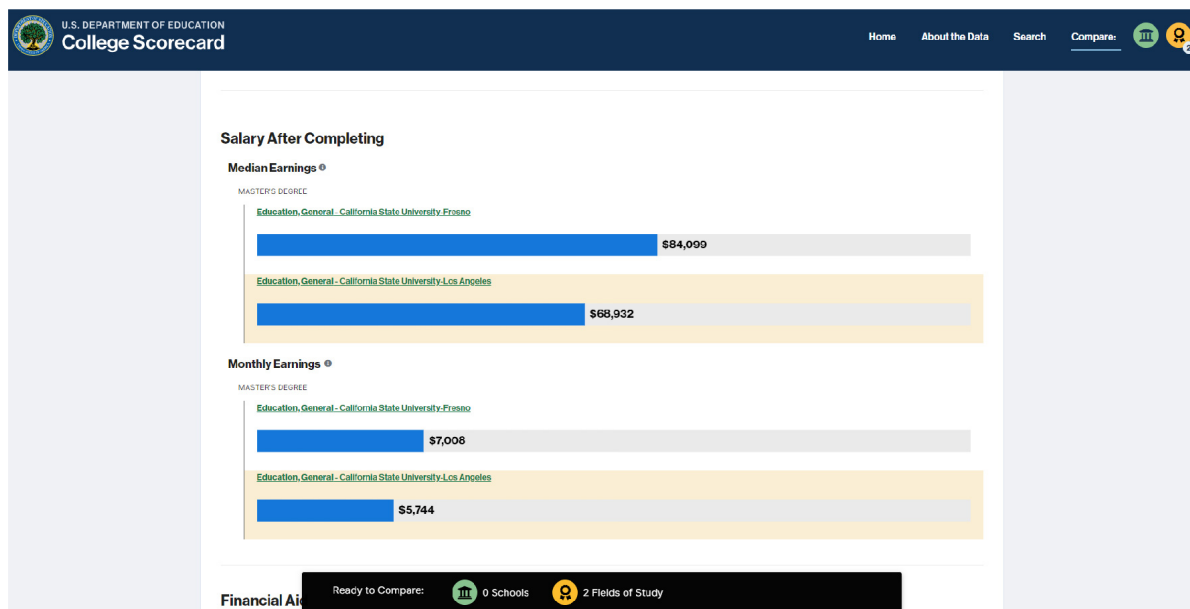 U.S. DEPARTMENT OF EDUCATION
College Scorecard
Home About the Data Search Compare:
2
Salary After Completing
Median Earnings
MASTER'S DEGREE
Education, General - California State University-Fresno
$84,099
Education, General - California State University-Los Angeles
$68,932
Monthly Earnings
MASTER'S DEGREE
Education, General - California State University-Fresno
$7,008
Education, General - California State University-Los Angeles
$5,744
Financial Aid
Ready to Compare: 0 Schools 2 Fields of Study